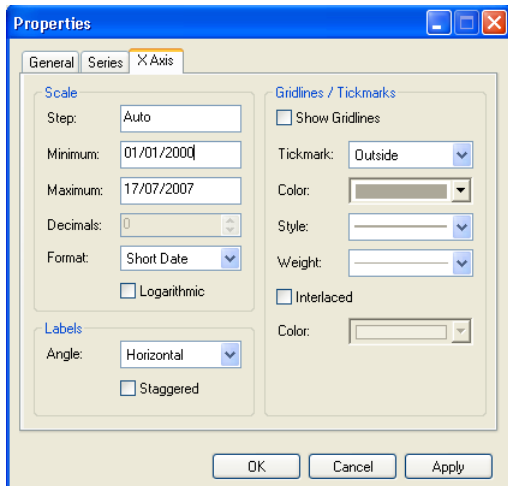 Properties
General Series X Axis
Scale
Step: Auto
Minimum: 01/01/2000
Maximum: 17/07/2007
Decimals: 0
Format: Short Date
Logarithmic
Labels
Angle: Horizontal
Staggered
Gridlines / Tickmarks
Show Gridlines
Tickmark: Outside
Color:
Style:
Weight:
Interlaced
Color:
OK Cancel Apply